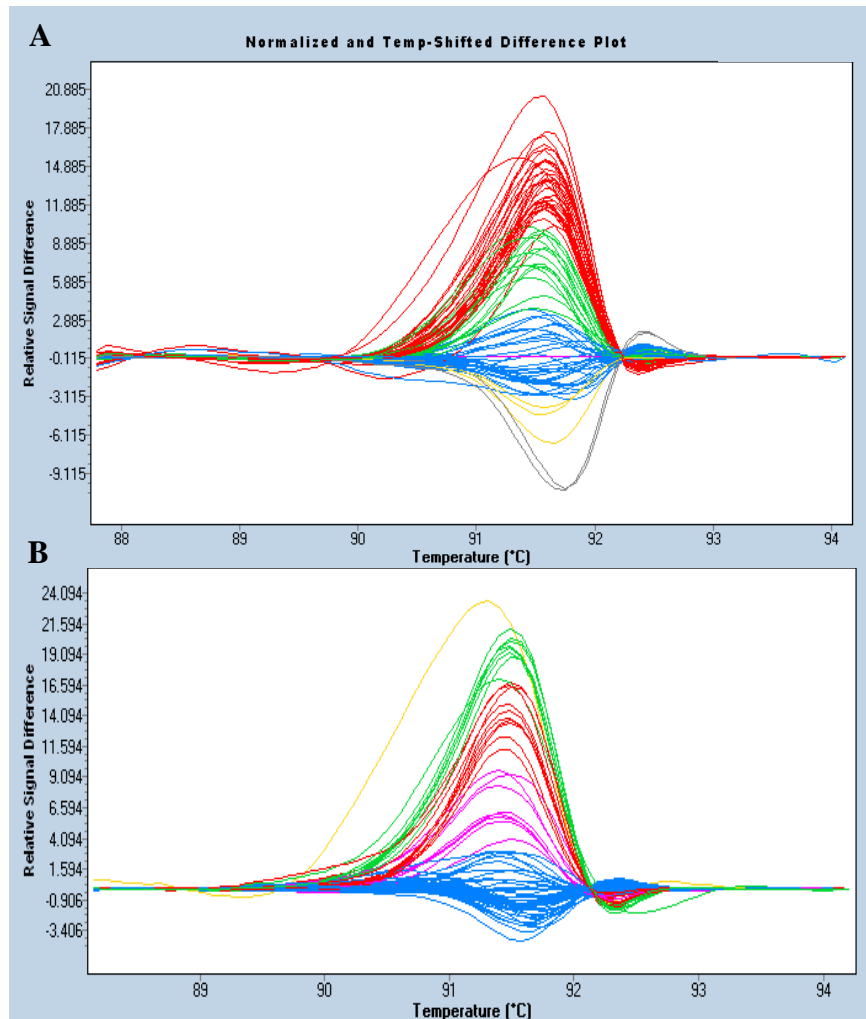 A
Normalized and Temp-Shifted Difference Plot
Relative Signal Difference
20.885
17.885
14.885
11.885
8.885
5.885
2.885
-0.115
-3.115
-6.115
-9.115
88 89 90 91 92 93 94
Temperature (°C)
B
Relative Signal Difference
24.094
21.594
19.094
16.594
14.094
11.594
9.094
6.594
4.094
1.594
-0.906
-3.406
89 90 91 92 93 94
Temperature (°C)